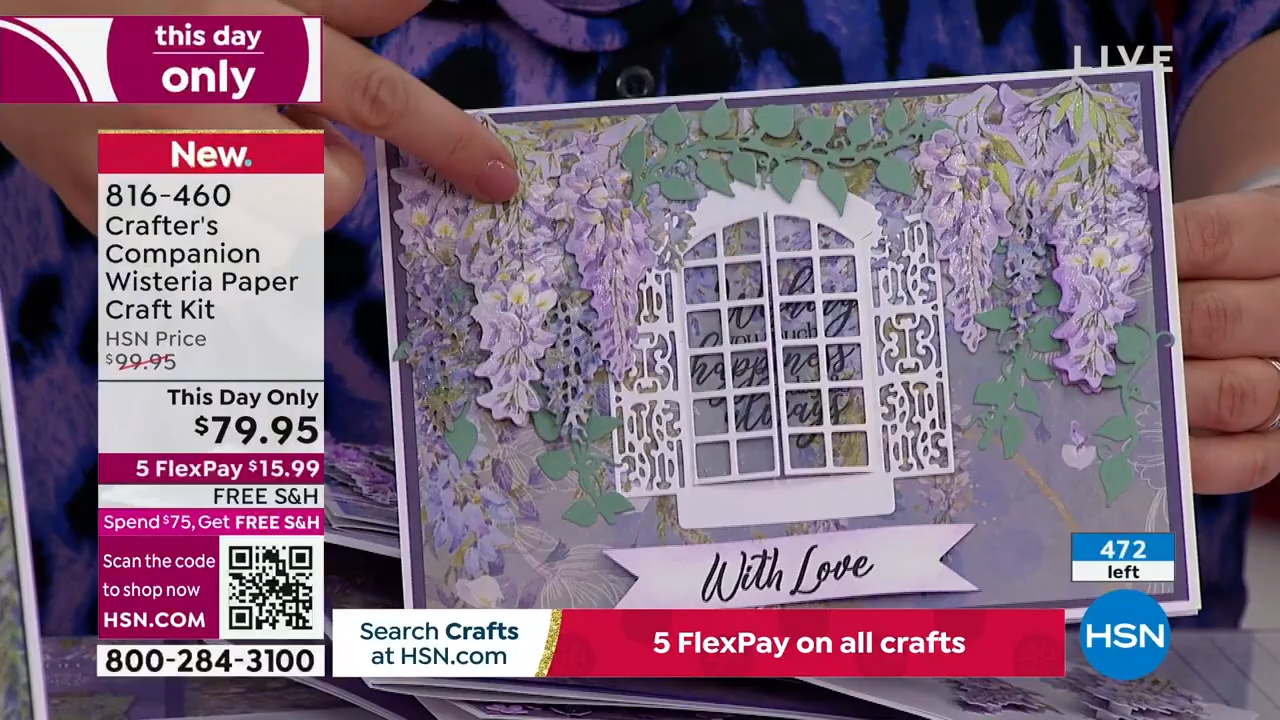 this day
only
New.
816-460
Crafter's
Companion
Wisteria Paper
Craft Kit
HSN Price
$99.95
This Day Only
$79.95
5 FlexPay $15.99
FREE S&H
Spend $75, Get FREE S&H
Scan the code
to shop now
HSN.COM
800-284-3100
LIVE
happiness
always
With Love
472
left
Search Crafts
at HSN.com
5 FlexPay on all crafts
HSN